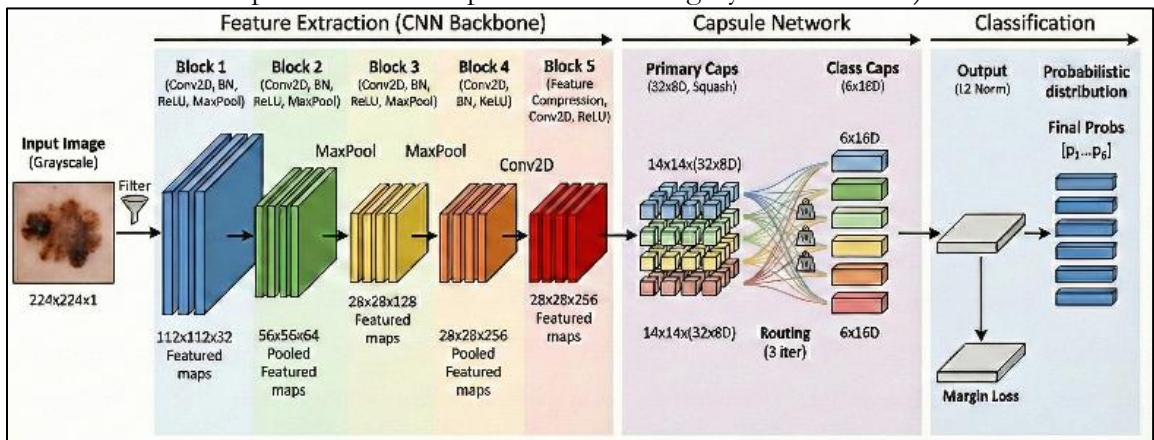 Feature Extraction (CNN Backbone)
Capsule Network
Classification
Block 1
(Conv2D, BN,
ReLU, MaxPool)
Block 2
(Conv2D, BN,
ReLU, MaxPool)
Block 3
(Conv2D, BN,
ReLU, MaxPool)
Block 4
(Conv2D,
BN, KeLU)
Block 5
(Feature
Compression,
Conv2D, ReLU)
Primary Caps
(32x8D, Squash)
Class Caps
(6x18D)
Output
(L2 Norm)
Probabilistic
distribution
Final Probs
[p₁...p₆]
Input Image
(Grayscale)
Filter
MaxPool
MaxPool
Conv2D
14x14x(32x8D)
6x16D
224x224x1
112x112x32
Featured
maps
56x56x64
Pooled
Featured
maps
28x28x128
Featured
maps
28x28x256
Pooled
Featured
maps
28x28x256
Featured
maps
14x14x(32x8D)
Routing
(3 iter)
6x16D
Margin Loss